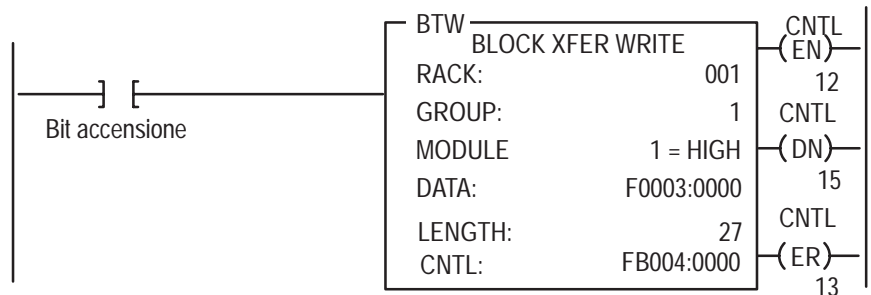 BTW
BLOCK XFER WRITE
RACK: 001
GROUP: 1
MODULE 1 = HIGH
DATA: F0003:0000
LENGTH: 27
CNTL: FB004:0000
Bit accensione
CNTL
EN
12
CNTL
DN
15
CNTL
ER
13